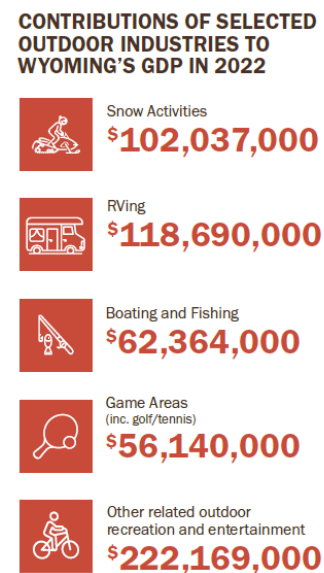 CONTRIBUTIONS OF SELECTED
OUTDOOR INDUSTRIES TO
WYOMING'S GDP IN 2022
Snow Activities
$102,037,000
RVing
$118,690,000
Boating and Fishing
$62,364,000
Game Areas
(inc. golf/tennis)
$56,140,000
Other related outdoor
recreation and entertainment
$222,169,000